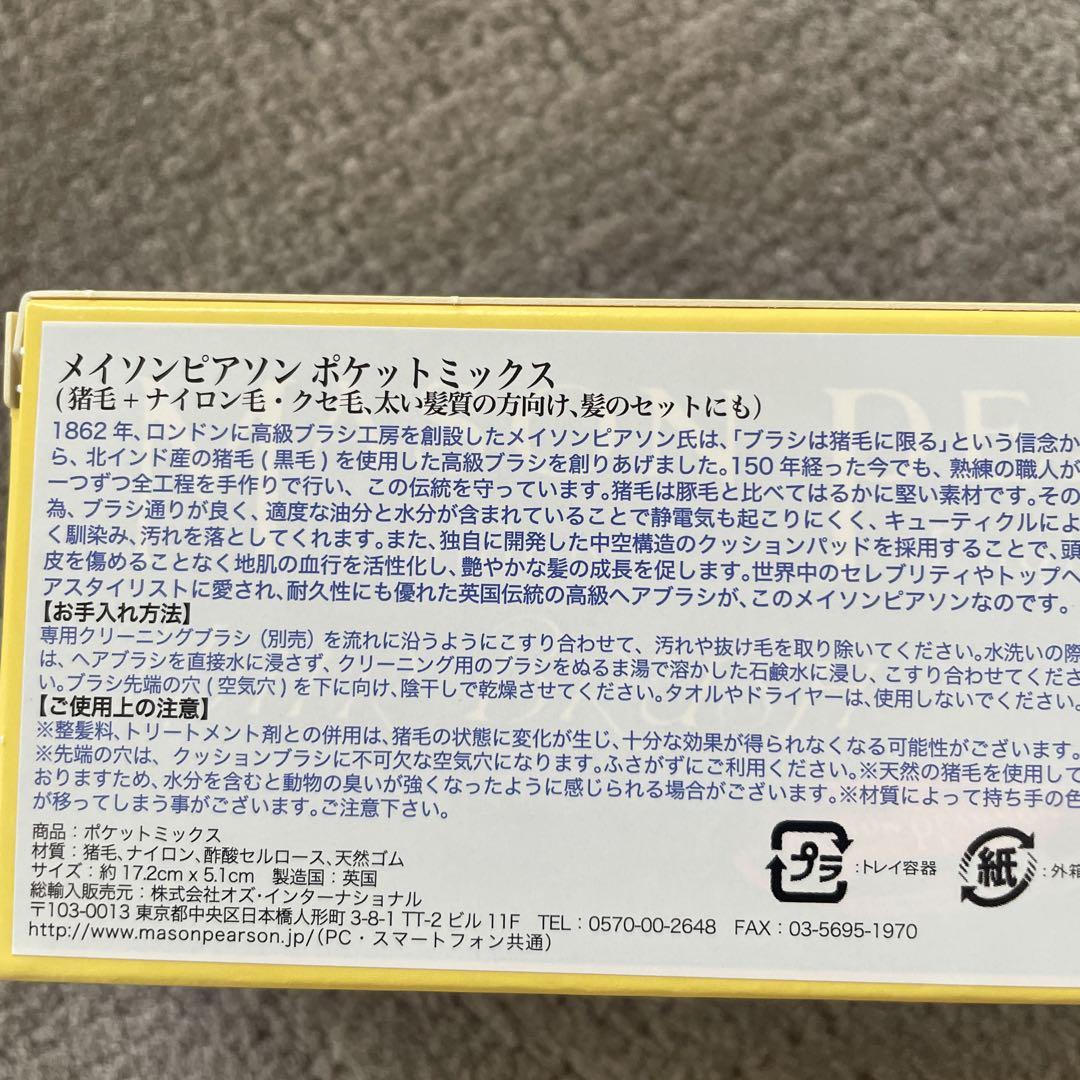 メイソンピアソン ポケットミックス
(猪毛+ナイロン毛・クセ毛、太い髪質の方向け、髪のセットにも)
1862年、ロンドンに高級ブラシ工房を創設したメイソンピアソン氏は、「ブラシは猪毛に限る」という信念か
ら、北インド産の猪毛(黒毛)を使用した高級ブラシを創りあげました。150年経った今でも、熟練の職人が
一つずつ全工程を手作りで行い、この伝統を守っています。猪毛は豚毛と比べてはるかに堅い素材です。その
為、ブラシ通りが良く、適度な油分と水分が含まれていることで静電気も起こりにくく、キューティクルによ
く馴染み、汚れを落としてくれます。また、独自に開発した中空構造のクッションパッドを採用することで、頭
皮を傷めることなく地肌の血行を活性化し、艶やかな髪の成長を促します。世界中のセレブリティやトップヘ
アスタイリストに愛され、耐久性にも優れた英国伝統の高級ヘアブラシが、このメイソンピアソンなのです。
【お手入れ方法】
専用クリーニングブラシ(別売)を流れに沿うようにこすり合わせて、汚れや抜け毛を取り除いてください。水洗いの際
は、ヘアブラシを直接水に浸さず、クリーニング用のブラシをぬるま湯で溶かした石鹸水に浸し、こすり合わせてくださ
い。ブラシ先端の穴(空気穴)を下に向け、陰干しで乾燥させてください。タオルやドライヤーは、使用しないでください。
【ご使用上の注意】
※整髪料、トリートメント剤との併用は、猪毛の状態に変化が生じ、十分な効果が得られなくなる可能性がございます。
※先端の穴は、クッションブラシに不可欠な空気穴になります。ふさがずにご利用ください。※天然の猪毛を使用して
おりますため、水分を含むと動物の臭いが強くなったように感じられる場合がございます。※材質によって持ち手の色
が移ってしまう事がございます。ご注意下さい。
商品:ポケットミックス
材質:猪毛、ナイロン、酢酸セルロース、天然ゴム
サイズ:約17.2cm x 5.1cm 製造国:英国
総輸入販売元:株式会社オズ・インターナショナル
〒103-0013 東京都中央区日本橋人形町3-8-1 TT-2ビル11F TEL:0570-00-2648 FAX:03-5695-1970
http://www.masonpearson.jp/(PC・スマートフォン共通)
プラ:トレイ容器
紙:外箱